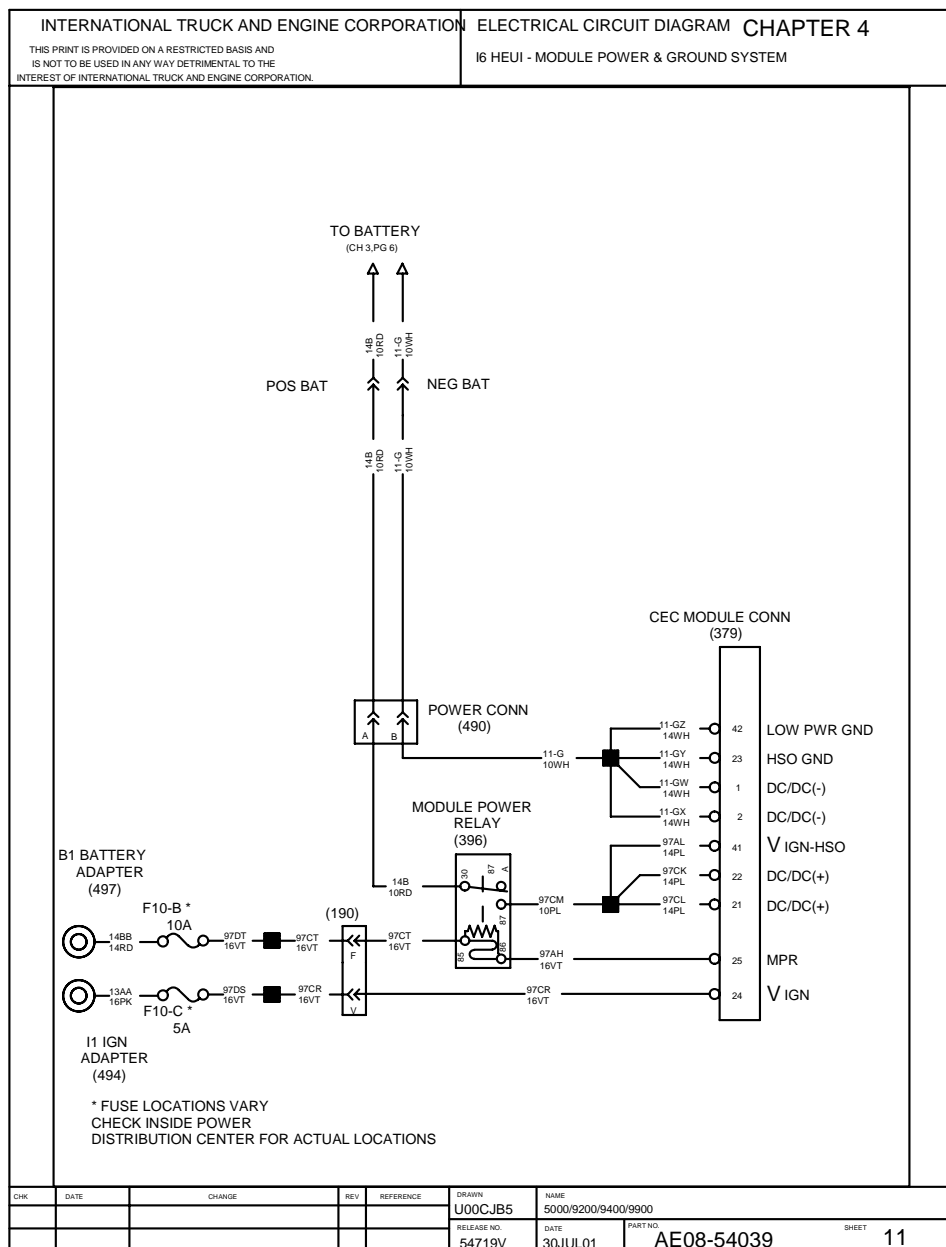 INTERNATIONAL TRUCK AND ENGINE CORPORATION
THIS PRINT IS PROVIDED ON A RESTRICTED BASIS AND
IS NOT TO BE USED IN ANY WAY DETRIMENTAL TO THE
INTEREST OF INTERNATIONAL TRUCK AND ENGINE CORPORATION.
ELECTRICAL CIRCUIT DIAGRAM CHAPTER 4
I6 HEUI - MODULE POWER & GROUND SYSTEM
TO BATTERY
(CH 3,PG 6)
14B
10RD
11-G
10WH
POS BAT
NEG BAT
14B
10RD
11-G
10WH
CEC MODULE CONN
(379)
POWER CONN
(490)
A
B
11-G
10WH
11-GZ
14WH
42
LOW PWR GND
11-GY
14WH
23
HSO GND
11-GW
14WH
1
DC/DC(-)
11-GX
14WH
2
DC/DC(-)
97AL
14PL
41
V IGN-HSO
97CK
14PL
22
DC/DC(+)
97CL
14PL
21
DC/DC(+)
MODULE POWER
RELAY
(396)
30
87
A
87
85
86
14B
10RD
97CM
10PL
97AH
16VT
25
MPR
97CR
16VT
24
V IGN
B1 BATTERY
ADAPTER
(497)
F10-B *
10A
14BB
14RD
97DT
16VT
97CT
16VT
(190)
F
97CT
16VT
13AA
16PK
F10-C *
5A
97DS
16VT
97CR
16VT
V
I1 IGN
ADAPTER
(494)
* FUSE LOCATIONS VARY
CHECK INSIDE POWER
DISTRIBUTION CENTER FOR ACTUAL LOCATIONS
CHK DATE CHANGE REV REFERENCE
DRAWN
U00CJB5
NAME
5000/9200/9400/9900
RELEASE NO.
54719V
DATE
30JUL01
PART NO.
AE08-54039
SHEET
11